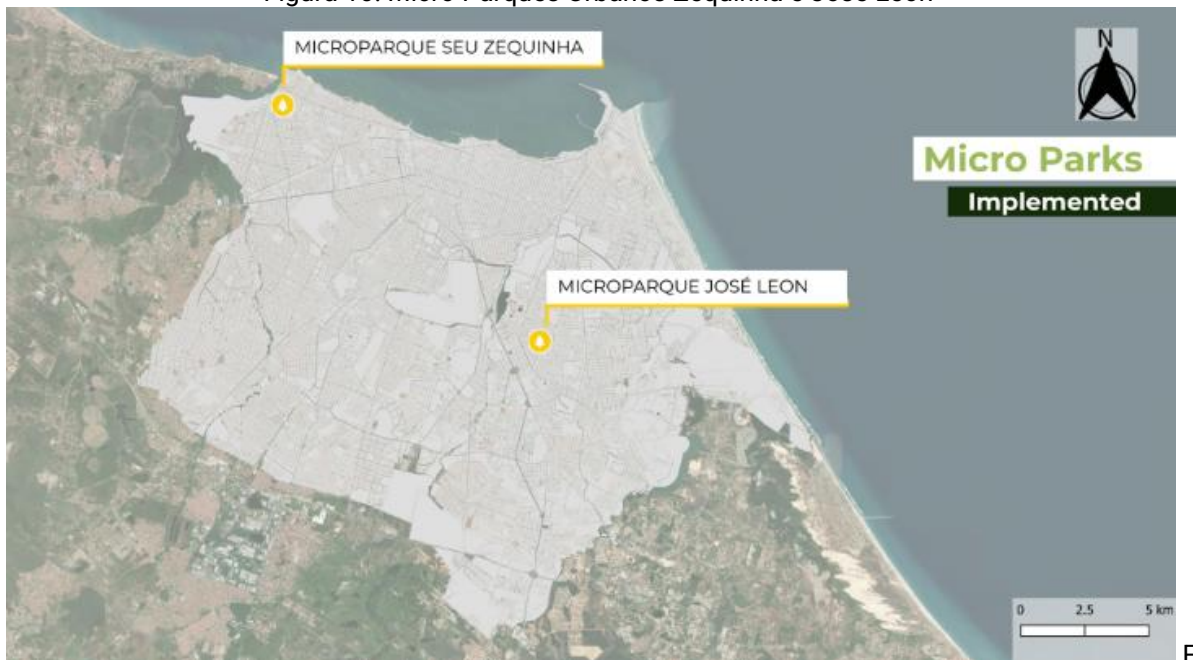 MICROPARQUE SEU ZEQUINHA
N
Micro Parks
Implemented
MICROPARQUE JOSÉ LEON
0 2.5 5 km